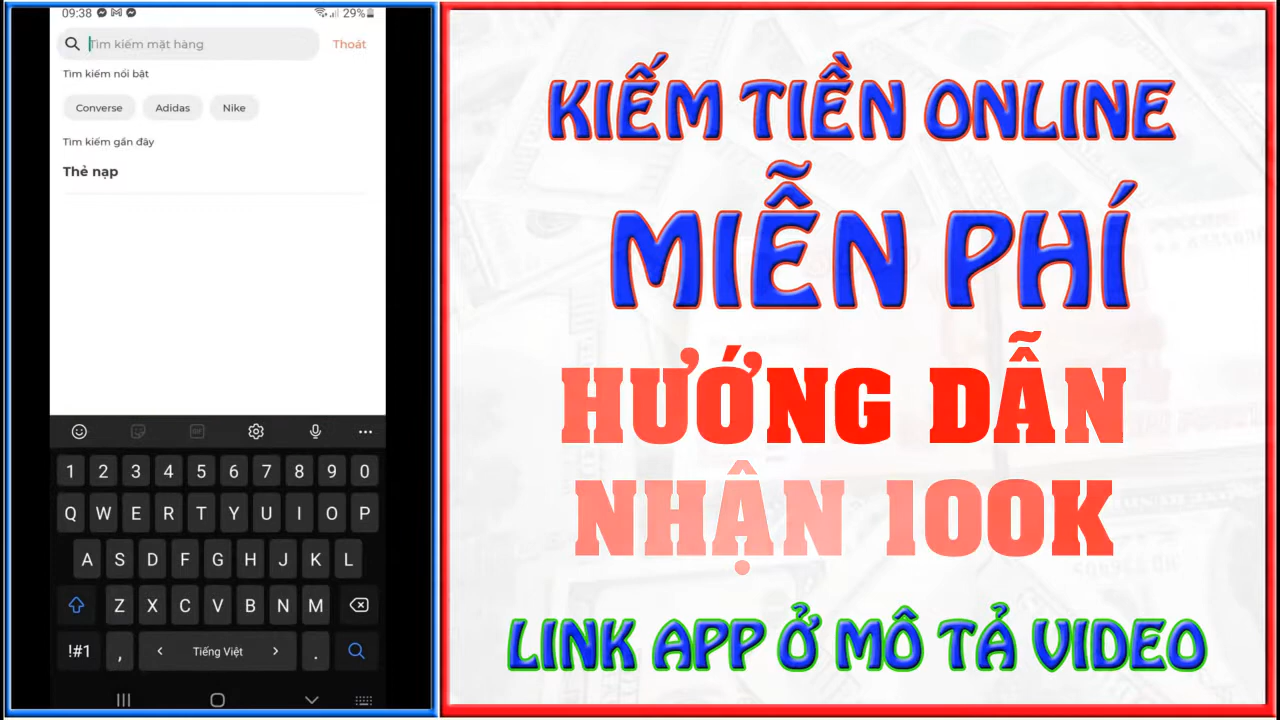 09:38
29%
Tìm kiếm mặt hàng
Thoát
Tìm kiếm nổi bật
Converse Adidas Nike
Tìm kiếm gần đây
Thẻ nạp
GIF
1 2 3 4 5 6 7 8 9 0
Q W E R T Y U I O P
A S D F G H J K L
Z X C V B N M
!#1 , < Tiếng Việt > .
KIẾM TIỀN ONLINE
MIỄN PHÍ
HƯỚNG DẪN
NHẬN 100K
LINK APP Ở MÔ TẢ VIDEO